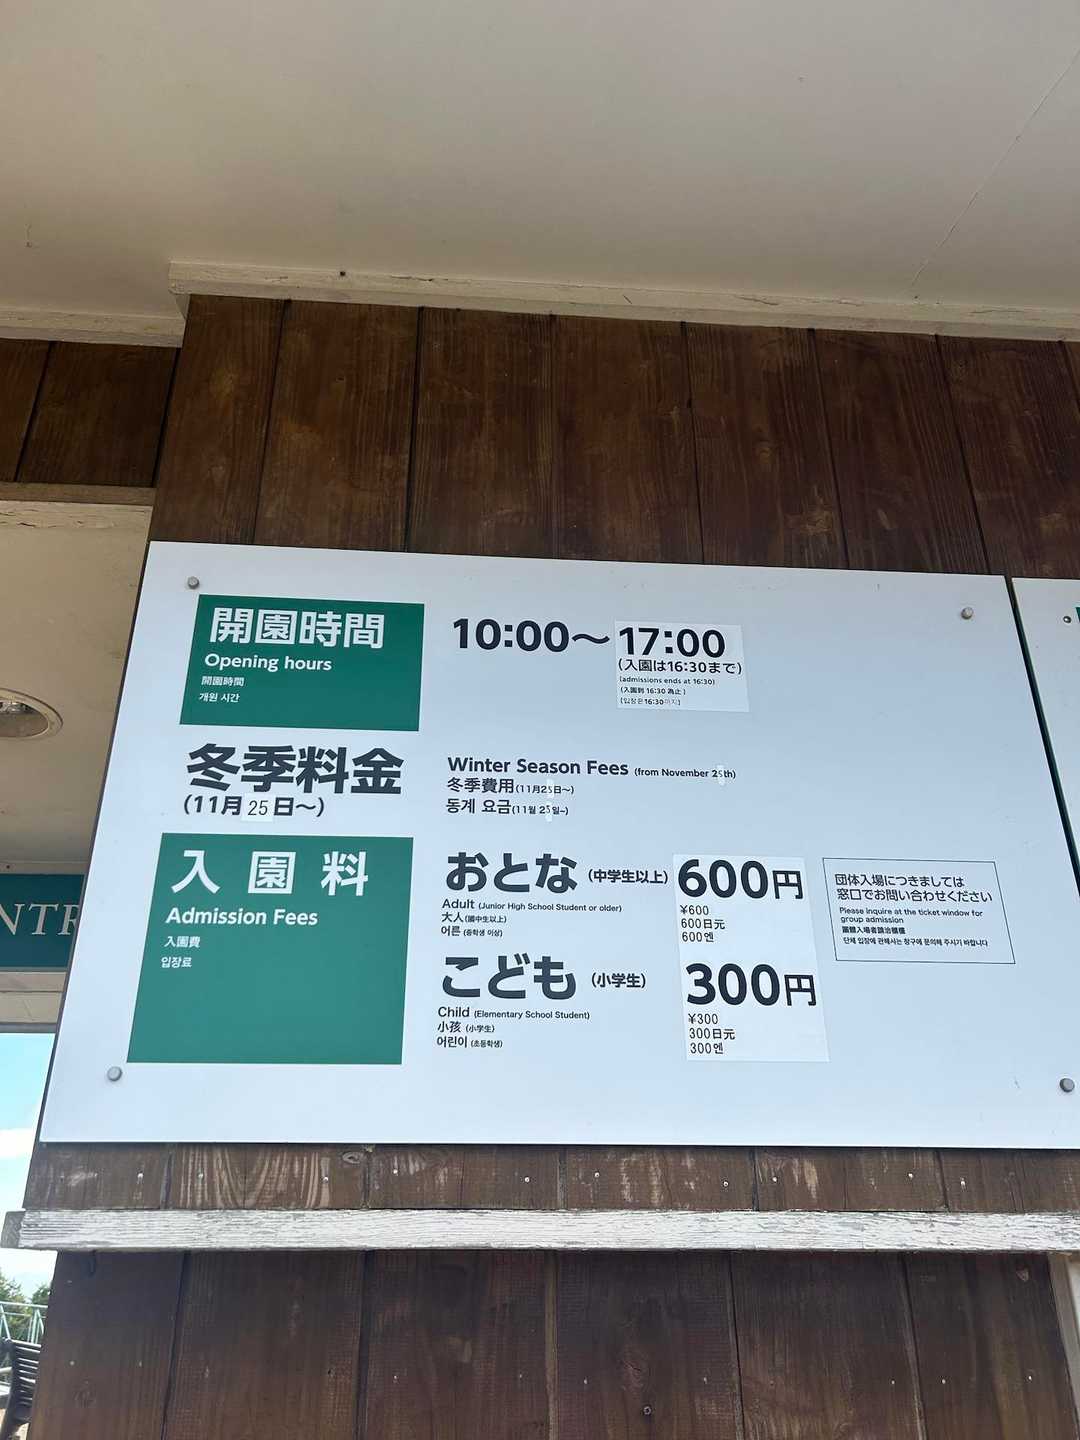 開園時間
Opening hours
開園時間
개원 시간
10:00〜17:00
(入園は16:30まで)
(admissions ends at 16:30)
(入園到 16:30 為止)
(입장은 16:30까지)
冬季料金
(11月25日〜)
Winter Season Fees (from November 25th)
冬季費用(11月25日〜)
동계 요금(11월 25일~)
入園料
Admission Fees
入園費
입장료
おとな(中学生以上) 600円
Adult (Junior High School Student or older) ¥600
大人(國中生以上) 600日元
어른 (중학생 이상) 600엔
こども(小学生) 300円
Child (Elementary School Student) ¥300
小孩 (小学生) 300日元
어린이 (초등학생) 300엔
団体入場につきましては
窓口でお問い合わせください
Please inquire at the ticket window for
group admission
團體入場者請洽櫃檯
단체 입장에 관해서는 창구에 문의해 주시기 바랍니다
NTR